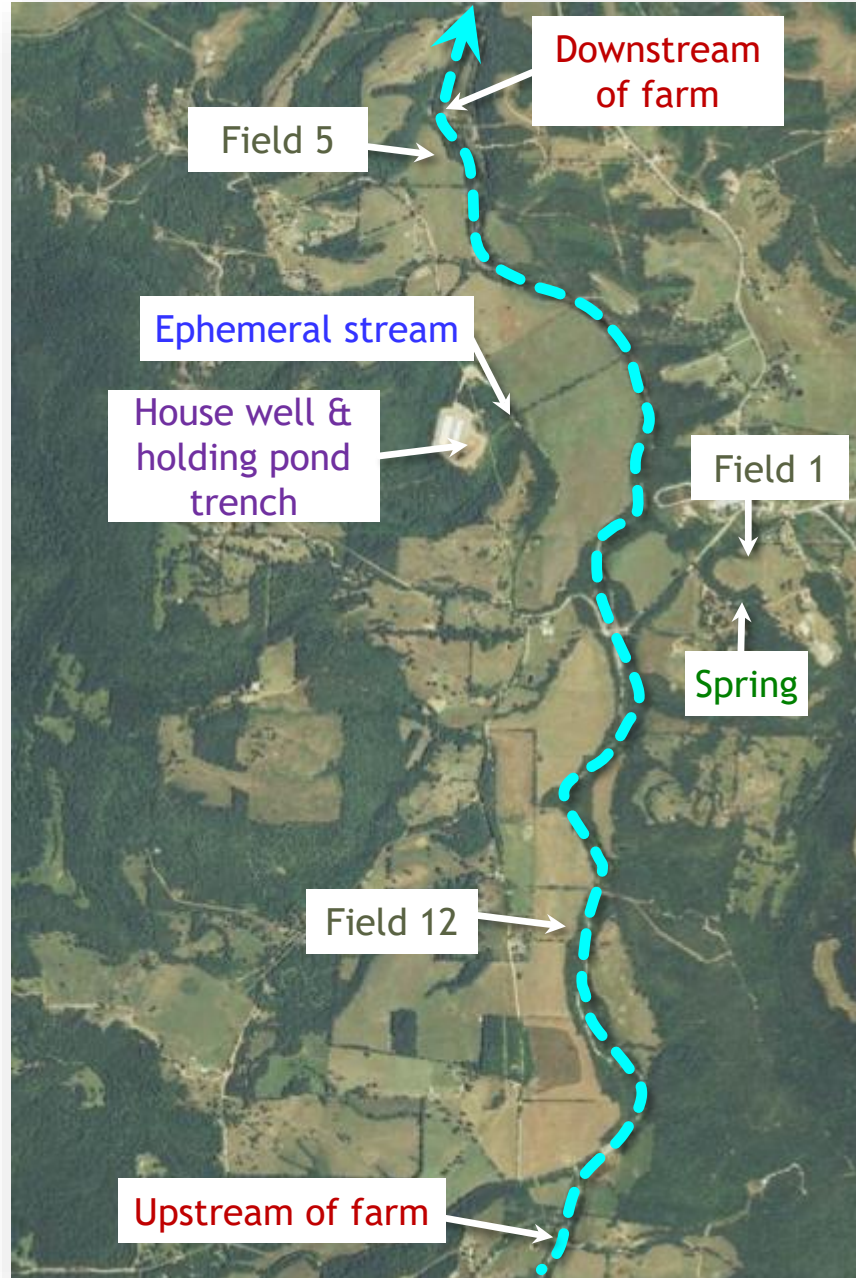 Downstream
of farm
Field 5
Ephemeral stream
House well &
holding pond
trench
Field 1
Spring
Field 12
Upstream of farm